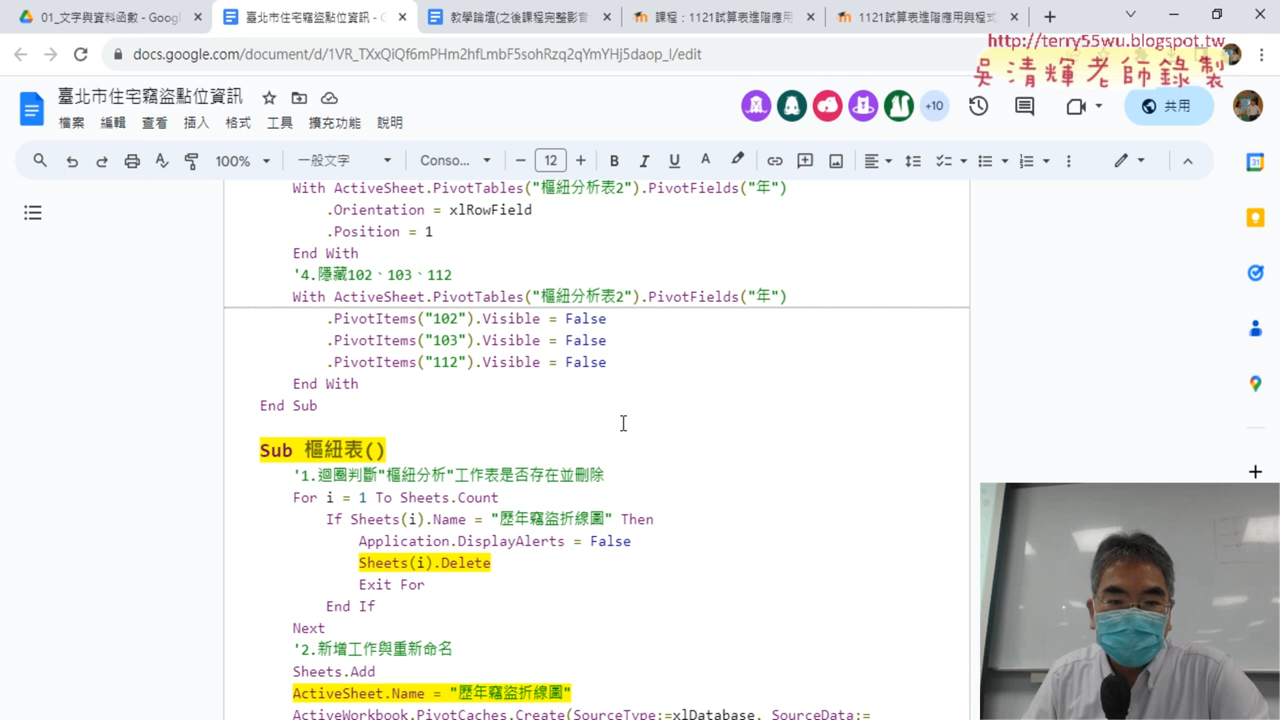 01_文字與資料函數 - Googl
臺北市住宅竊盜點位資訊 - G
教學論壇(之後課程完整影音
課程：1121試算表進階應用
1121試算表進階應用與程式
docs.google.com/document/d/1VR_TXxQiQf6mPHm2hfLmbF5sohRzq2qYmYHj5daop_I/edit
http://terry55wu.blogspot.tw
吳清輝老師錄製
臺北市住宅竊盜點位資訊
檔案 編輯 查看 插入 格式 工具 擴充功能 說明
+10
共用
100%
一般文字
Conso...
12
With ActiveSheet.PivotTables("樞紐分析表2").PivotFields("年")
.Orientation = xlRowField
.Position = 1
End With
'4.隱藏102、103、112
With ActiveSheet.PivotTables("樞紐分析表2").PivotFields("年")
.PivotItems("102").Visible = False
.PivotItems("103").Visible = False
.PivotItems("112").Visible = False
End With
End Sub
Sub 樞紐表()
'1.迴圈判斷"樞紐分析"工作表是否存在並刪除
For i = 1 To Sheets.Count
If Sheets(i).Name = "歷年竊盜折線圖" Then
Application.DisplayAlerts = False
Sheets(i).Delete
Exit For
End If
Next
'2.新增工作與重新命名
Sheets.Add
ActiveSheet.Name = "歷年竊盜折線圖"
ActiveWorkbook.PivotCaches.Create(SourceType:=xlDatabase, SourceData:=